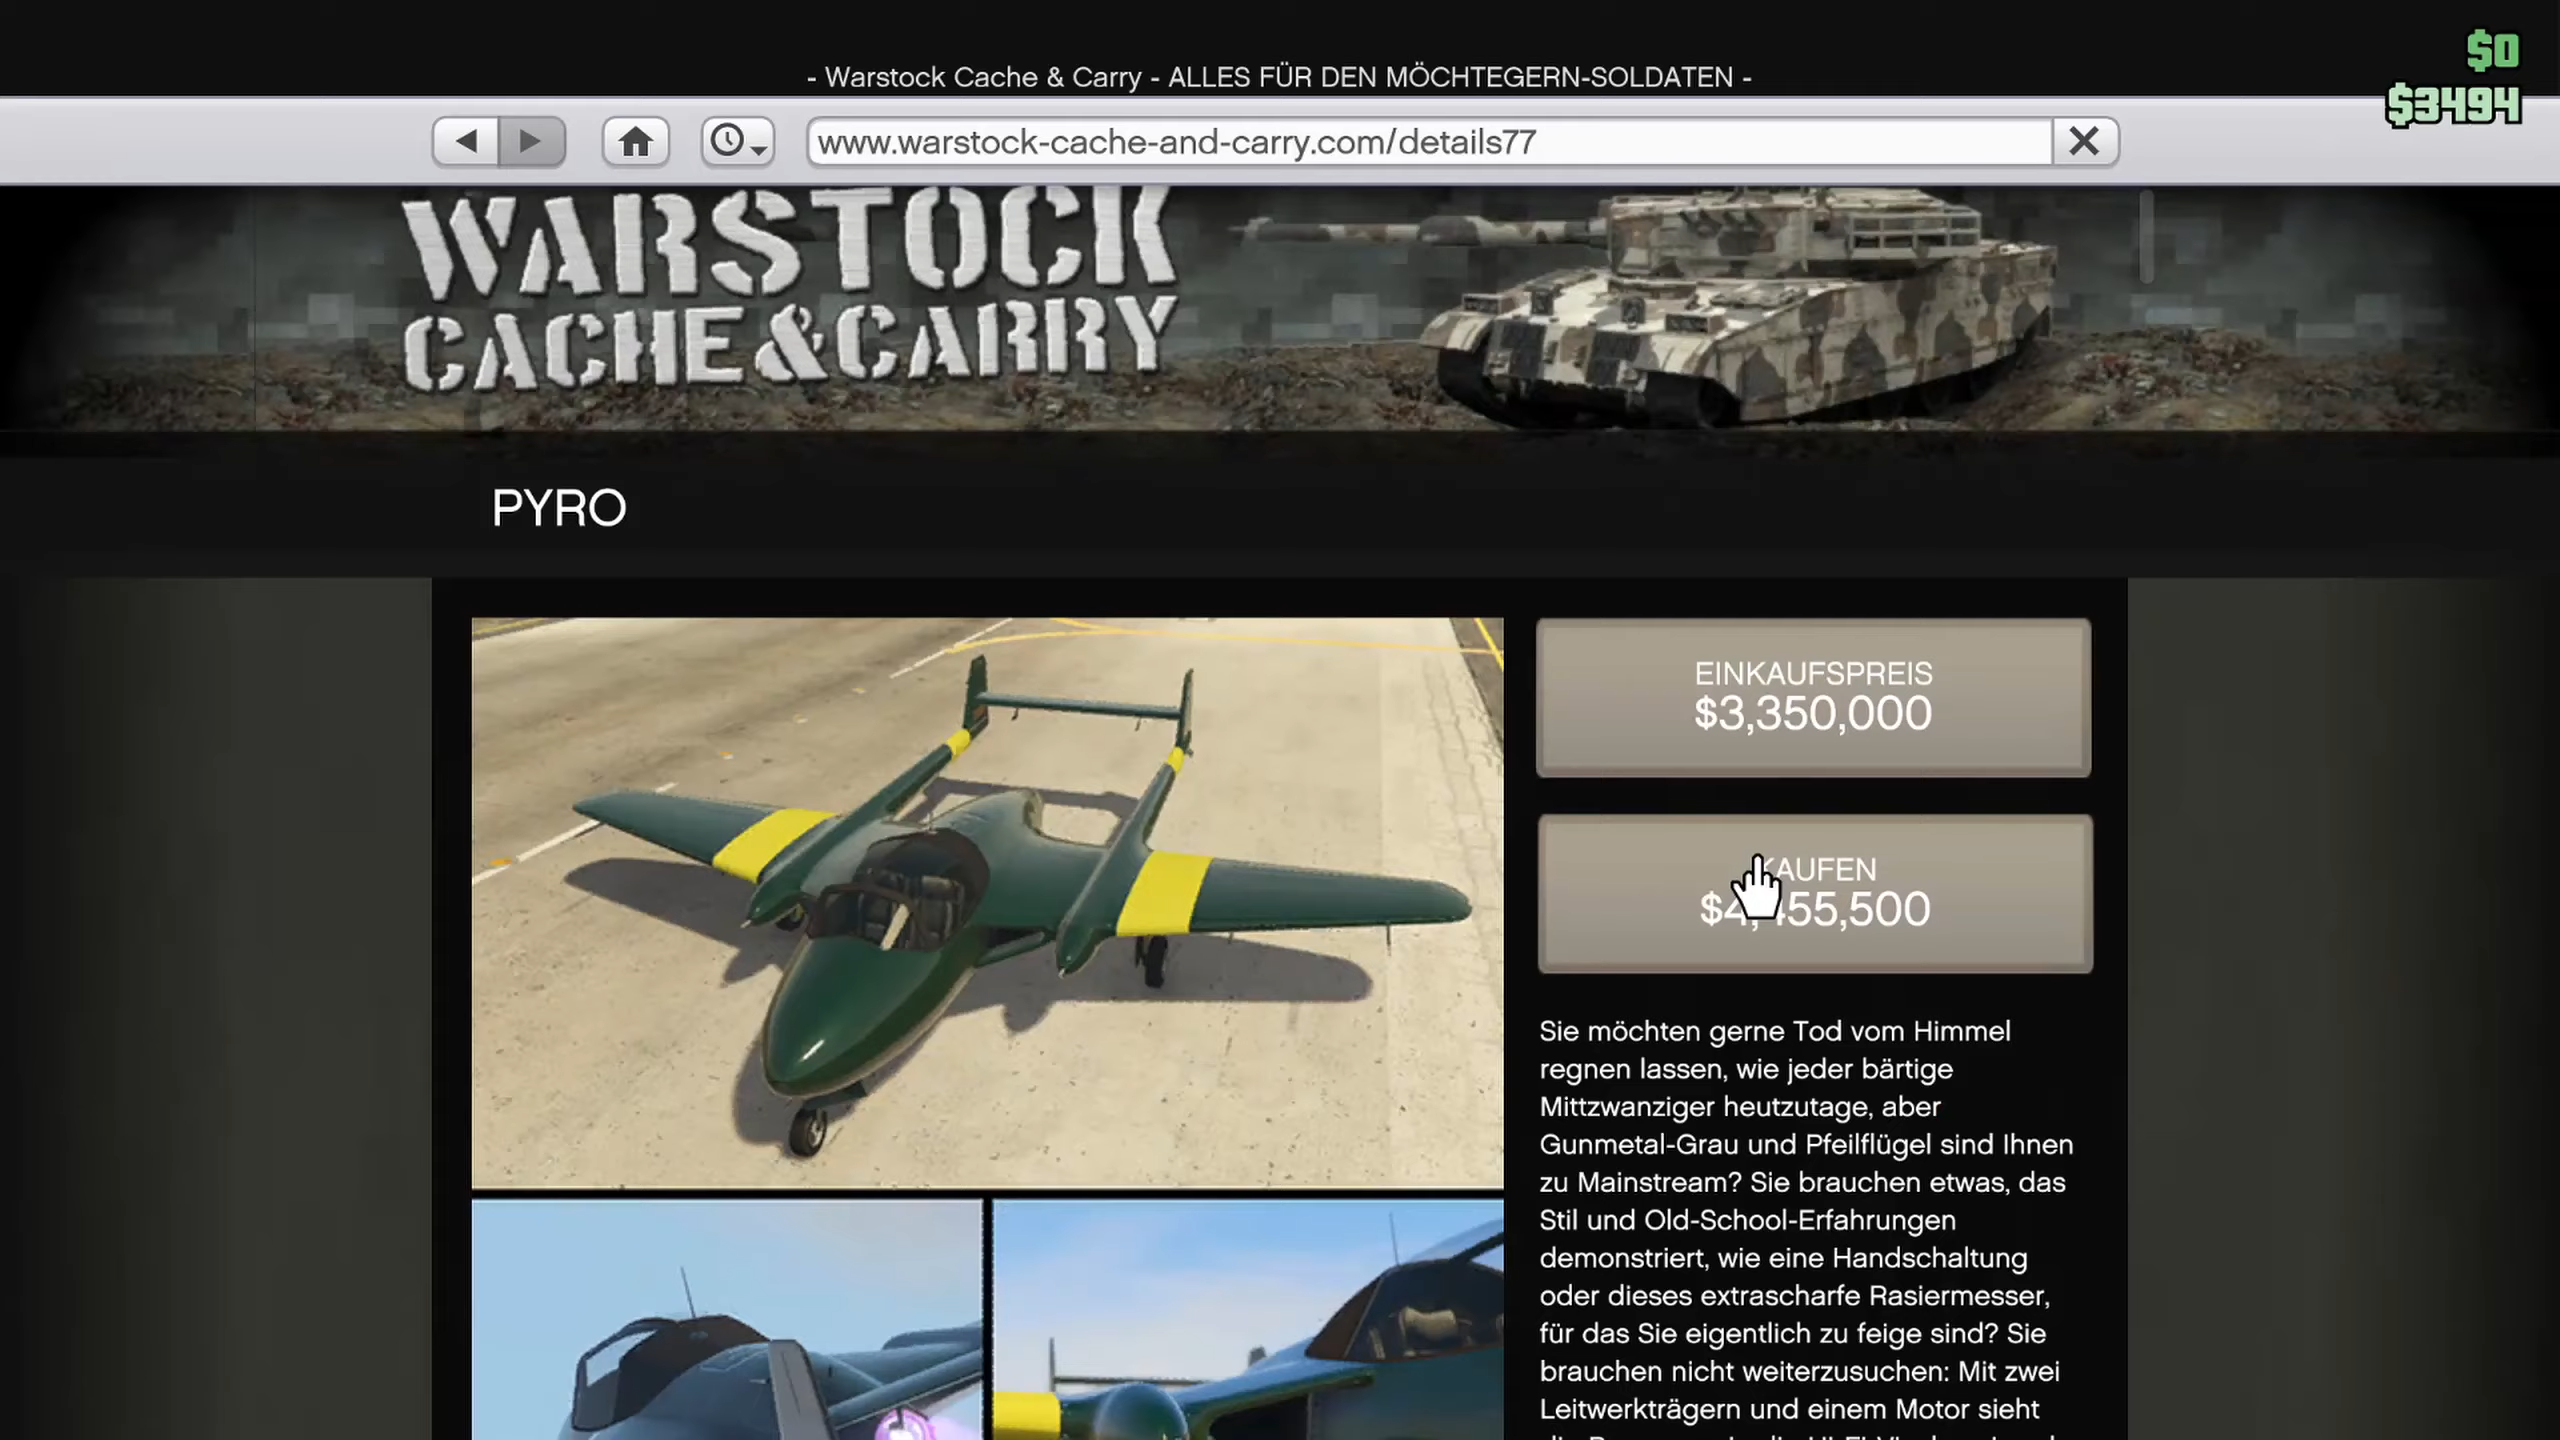 $0
- Warstock Cache & Carry - ALLES FÜR DEN MÖCHTEGERN-SOLDATEN -
$3494
www.warstock-cache-and-carry.com/details77
WARSTOCK
CACHE&CARRY
PYRO
EINKAUFSPREIS
$3,350,000
KAUFEN
$4,455,500
Sie möchten gerne Tod vom Himmel
regnen lassen, wie jeder bärtige
Mittzwanziger heutzutage, aber
Gunmetal-Grau und Pfeilflügel sind Ihnen
zu Mainstream? Sie brauchen etwas, das
Stil und Old-School-Erfahrungen
demonstriert, wie eine Handschaltung
oder dieses extrascharfe Rasiermesser,
für das Sie eigentlich zu feige sind? Sie
brauchen nicht weiterzusuchen: Mit zwei
Leitwerkträgern und einem Motor sieht